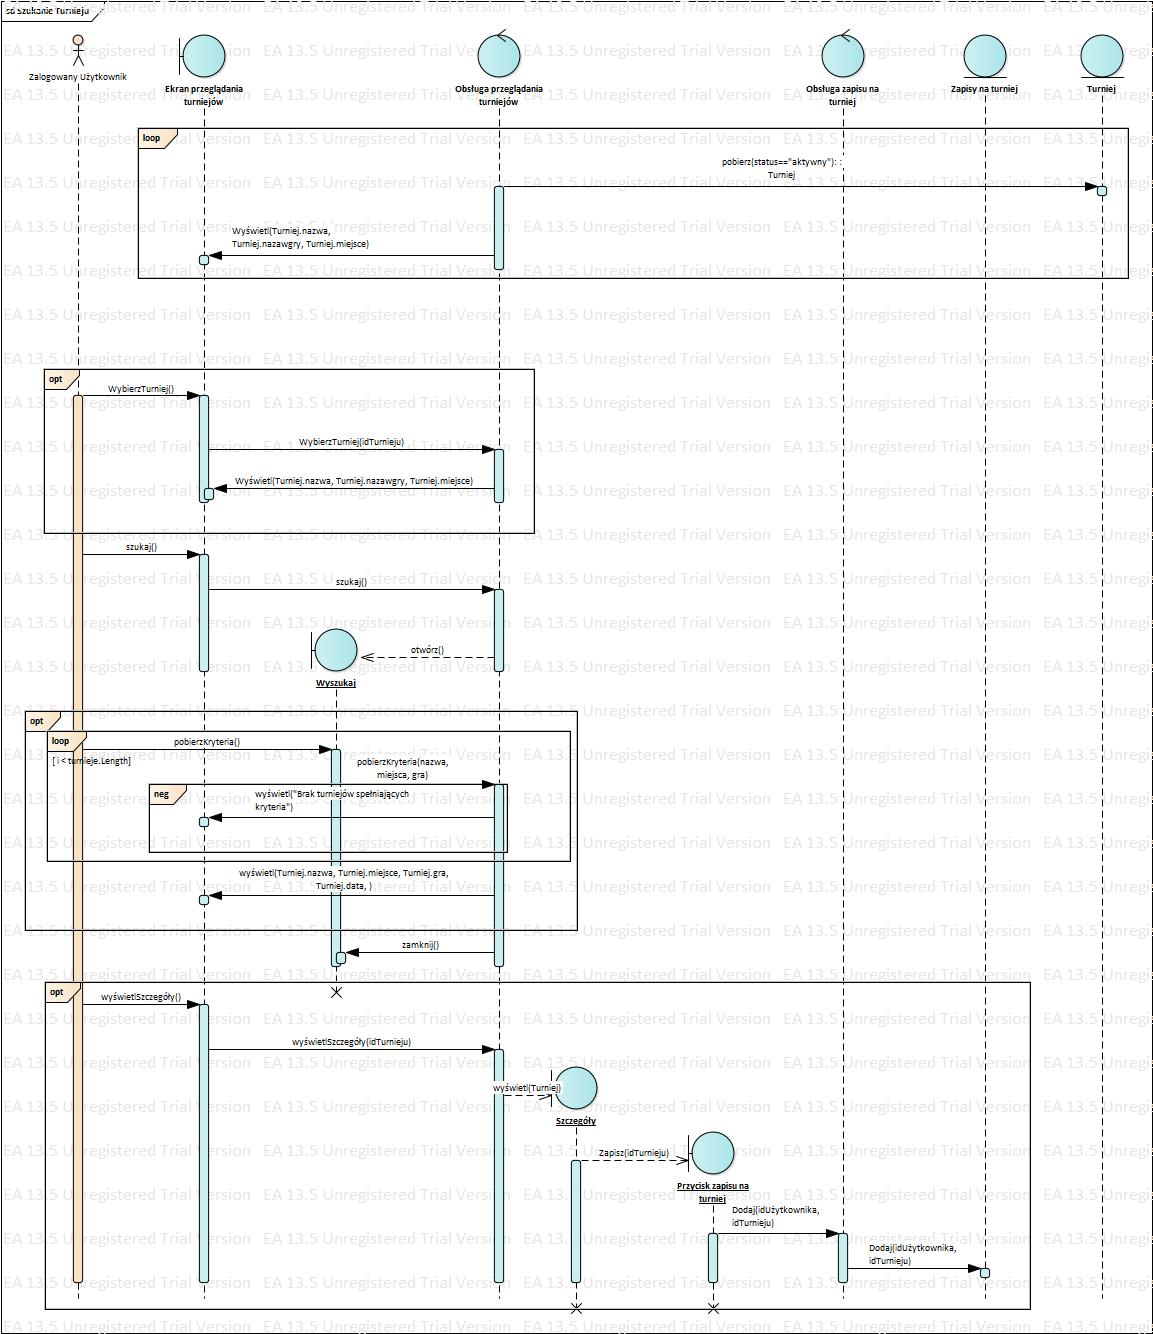 sd Szukanie Turnieju
Zalogowany Użytkownik
Ekran przeglądania
turniejów
Obsługa przeglądania
turniejów
Obsługa zapisu na
turniej
Zapisy na turniej
Turniej
loop
pobierz(status=="aktywny"): :
Turniej
Wyświetl(Turniej.nazwa,
Turniej.nazawgry, Turniej.miejsce)
opt
WybierzTurniej()
WybierzTurniej(idTurnieju)
Wyświetl(Turniej.nazwa, Turniej.nazawgry, Turniej.miejsce)
szukaj()
szukaj()
otwórz()
Wyszukaj
opt
loop
pobierzKryteria()
[ i < turnieje.Length]
pobierzKryteria(nazwa,
miejsca, gra)
neg
wyświetl("Brak turniejów spełniających
kryteria")
wyświetl(Turniej.nazwa, Turniej.miejsce, Turniej.gra,
Turniej.data, )
zamknij()
opt
wyświetlSzczegóły()
wyświetlSzczegóły(idTurnieju)
wyświetl(Turniej)
Szczegóły
Zapisz(idTurnieju)
Przycisk zapisu na
turniej
Dodaj(idUżytkownika,
idTurnieju)
Dodaj(idUżytkownika,
idTurnieju)
EA 13.5 Unregistered Trial Version